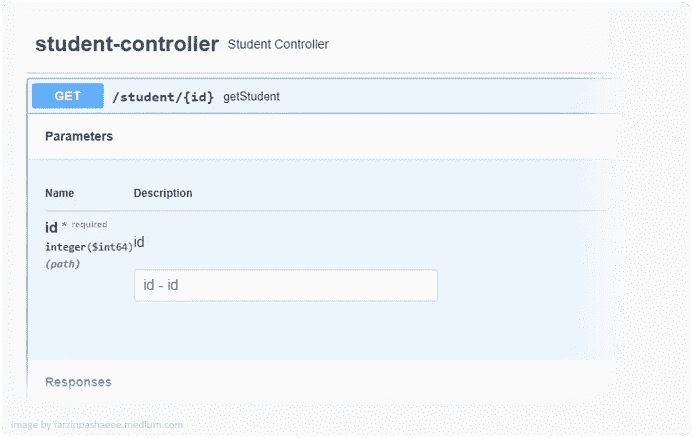 student-controller Student Controller
GET /student/{id} getStudent
Parameters
Name Description
id * required
integer($int64) id
(path)
id - id
Responses
image by farzinpashaeee.medium.com